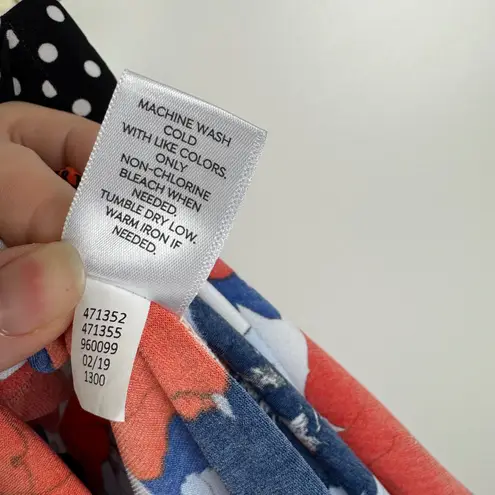 MACHINE WASH
COLD
WITH LIKE COLORS.
ONLY
NON-CHLORINE
BLEACH WHEN
NEEDED.
TUMBLE DRY LOW.
WARM IRON IF
NEEDED.
471352
471355
960099
02/19
1300